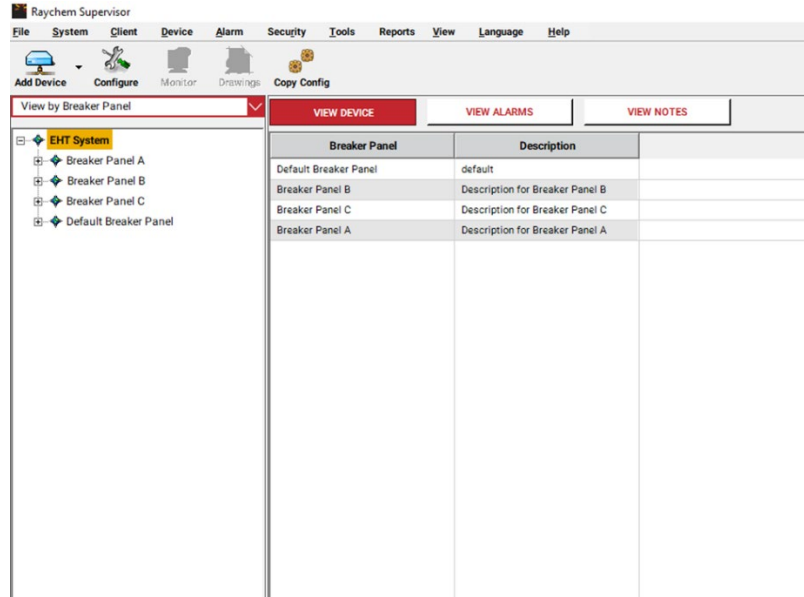 Raychem Supervisor
File System Client Device Alarm Security Tools Reports View Language Help
Add Device Configure Monitor Drawings Copy Config
View by Breaker Panel
VIEW DEVICE VIEW ALARMS VIEW NOTES
EHT System
Breaker Panel A
Breaker Panel B
Breaker Panel C
Default Breaker Panel
Breaker Panel Description
Default Breaker Panel default
Breaker Panel B Description for Breaker Panel B
Breaker Panel C Description for Breaker Panel C
Breaker Panel A Description for Breaker Panel A